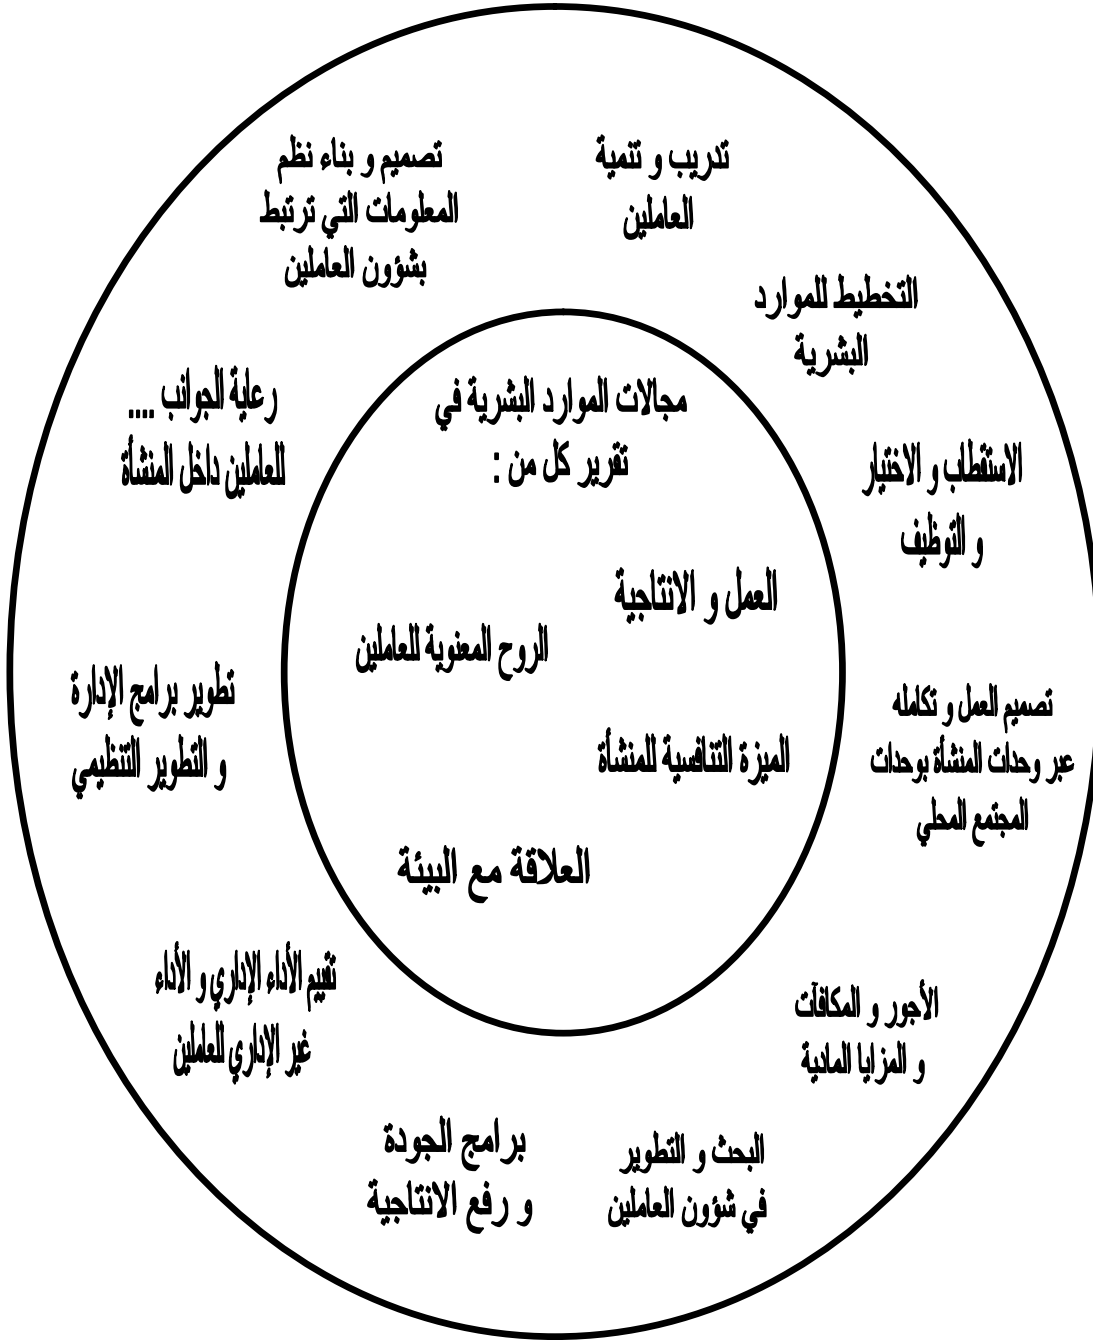 تدريب و تنمية
العاملين
التخطيط للموارد
البشرية
الاستقطاب و الاختيار
و التوظيف
تصميم العمل و تكامله
عبر وحدات المنشأة بوحدات
المجتمع المحلي
الأجور و المكافآت
و المزايا المادية
البحث و التطوير
في شؤون العاملين
برامج الجودة
و رفع الانتاجية
تقييم الأداء الإداري و الأداء
غير الإداري للعاملين
تطوير برامج الإدارة
و التطوير التنظيمي
رعاية الجوانب ....
للعاملين داخل المنشأة
تصميم و بناء نظم
المعلومات التي ترتبط
بشؤون العاملين
مجالات الموارد البشرية في
تقرير كل من :
العمل و الانتاجية
الروح المعنوية للعاملين
الميزة التنافسية للمنشأة
العلاقة مع البيئة